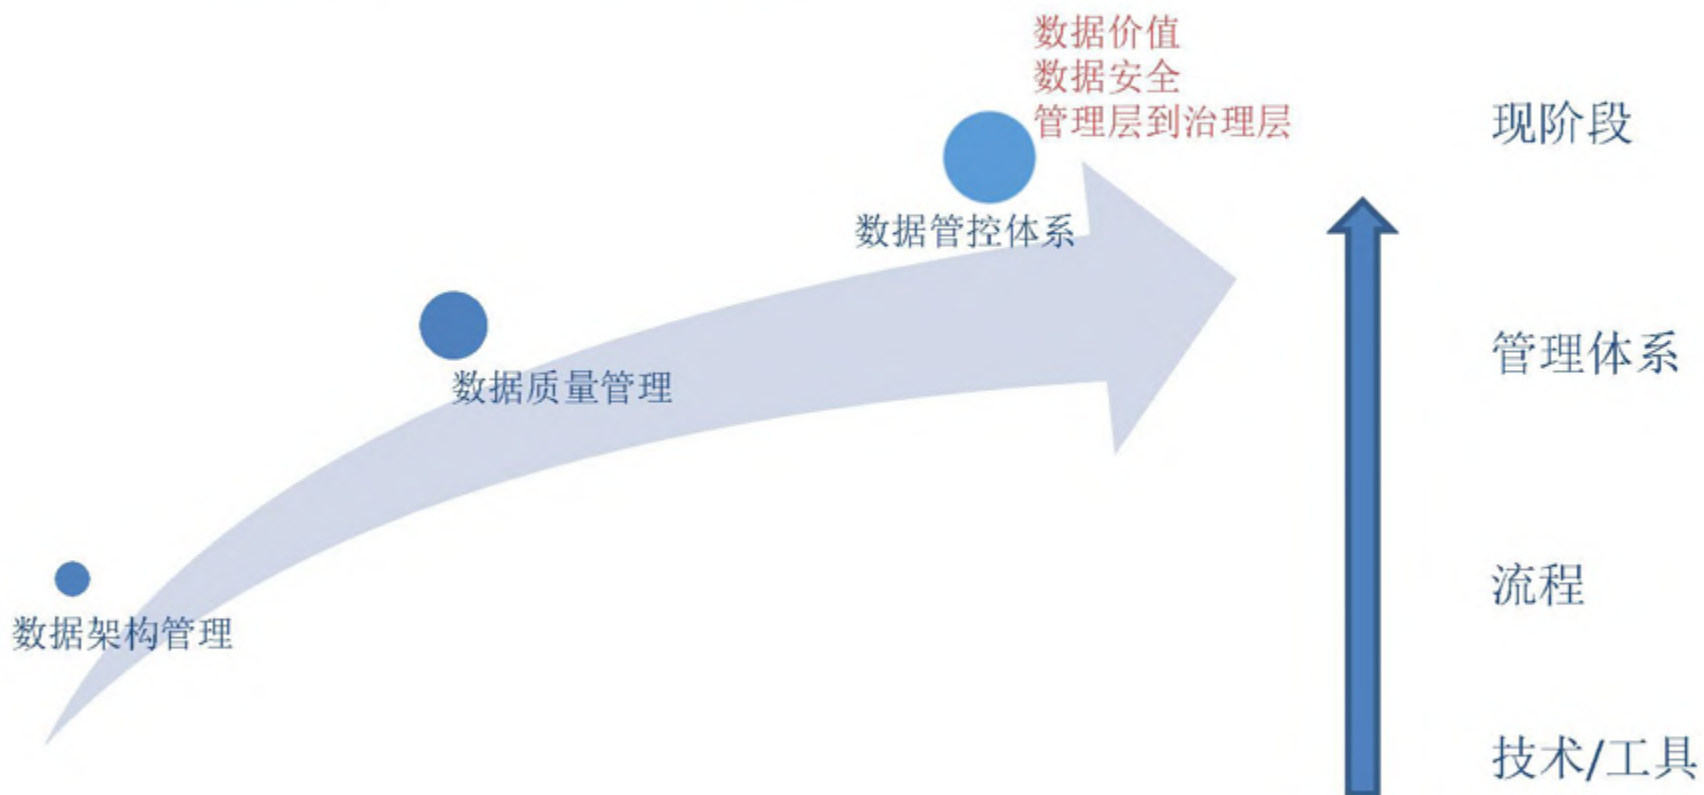 数据价值
数据安全
管理层到治理层
现阶段
数据管控体系
管理体系
数据质量管理
流程
数据架构管理
技术/工具